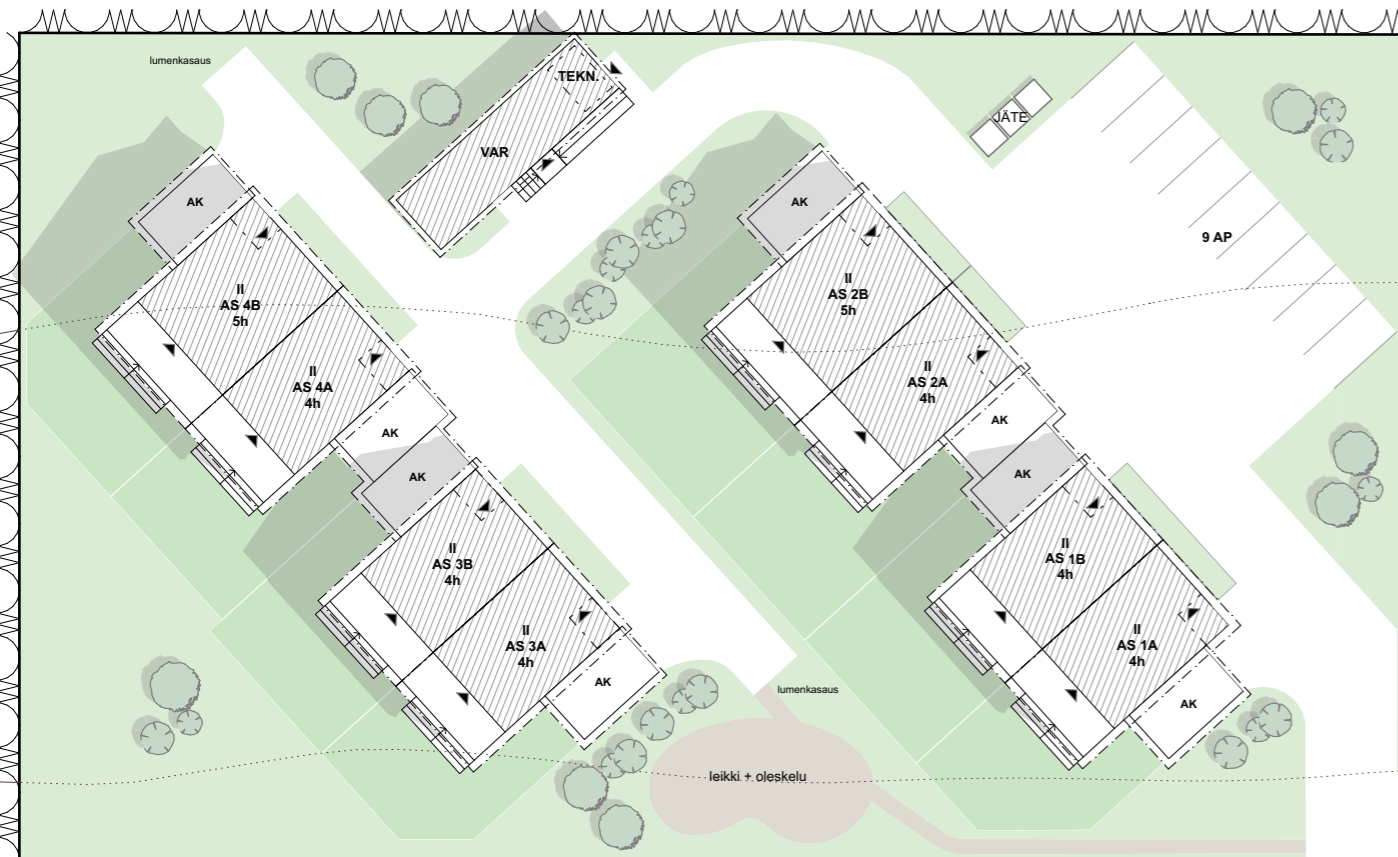 lumenkasaus
TEKN.
JÄTE
VAR
AK
AK
9 AP
II
AS 4B
5h
II
AS 2B
5h
II
AS 4A
4h
II
AS 2A
4h
AK
AK
AK
AK
II
AS 3B
4h
II
AS 1B
4h
II
AS 3A
4h
II
AS 1A
4h
AK
lumenkasaus
AK
leikki + oleskelu